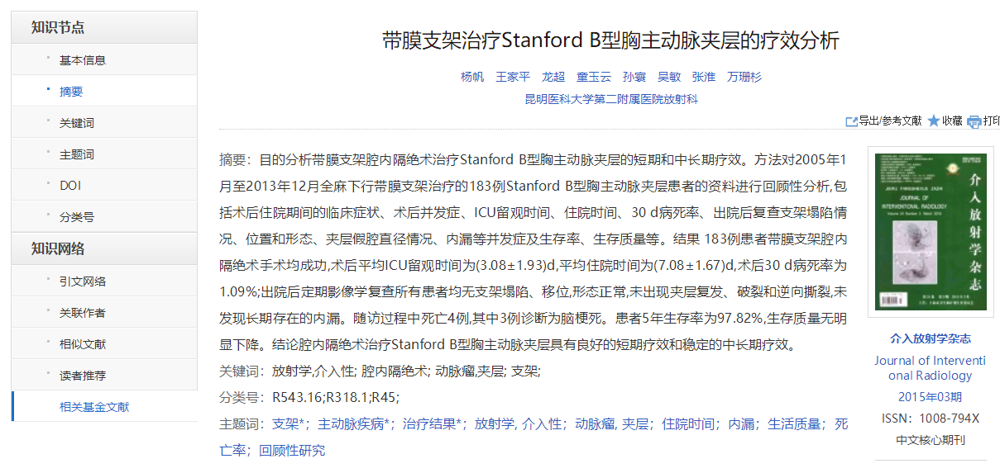 知识节点
基本信息
摘要
关键词
主题词
DOI
分类号
知识网络
引文网络
关联作者
相似文献
读者推荐
相关基金文献
带膜支架治疗Stanford B型胸主动脉夹层的疗效分析
杨帆 王家平 龙超 童玉云 孙寰 吴敏 张淮 万珊杉
昆明医科大学第二附属医院放射科
导出/参考文献 收藏 打印
摘要：目的分析带膜支架腔内隔绝术治疗Stanford B型胸主动脉夹层的短期和中长期疗效。方法对2005年1
月至2013年12月全麻下行带膜支架治疗的183例Stanford B型胸主动脉夹层患者的资料进行回顾性分析,包
括术后住院期间的临床症状、术后并发症、ICU留观时间、住院时间、30 d病死率、出院后复查支架塌陷情
况、位置和形态、夹层假腔直径情况、内漏等并发症及生存率、生存质量等。结果 183例患者带膜支架腔内
隔绝术手术均成功,术后平均ICU留观时间为(3.08±1.93)d,平均住院时间为(7.08±1.67)d,术后30 d病死率为
1.09%;出院后定期影像学复查所有患者均无支架塌陷、移位,形态正常,未出现夹层复发、破裂和逆向撕裂,未
发现长期存在的内漏。随访过程中死亡4例,其中3例诊断为脑梗死。患者5年生存率为97.82%,生存质量无明
显下降。结论腔内隔绝术治疗Stanford B型胸主动脉夹层具有良好的短期疗效和稳定的中长期疗效。
关键词：放射学,介入性; 腔内隔绝术; 动脉瘤,夹层; 支架;
分类号：R543.16;R318.1;R45;
主题词：支架*；主动脉疾病*；治疗结果*；放射学, 介入性；动脉瘤, 夹层；住院时间；内漏；生活质量；死
亡率；回顾性研究
介入放射学杂志
JOURNAL OF
INTERVENTIONAL RADIOLOGY
介入放射学杂志
Journal of Interventi
onal Radiology
2015年03期
ISSN：1008-794X
中文核心期刊